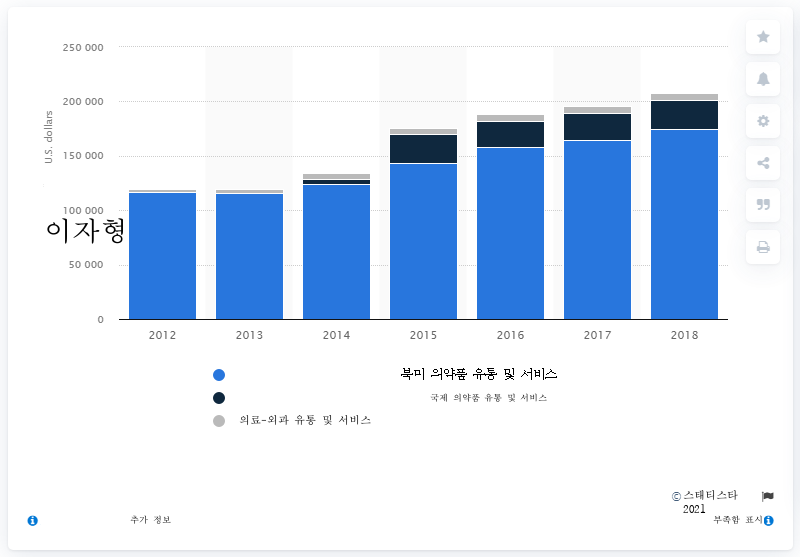 250 000
200 000
U.S. dollars
150 000
100 000
이자형
50 000
0
2012 2013 2014 2015 2016 2017 2018
북미 의약품 유통 및 서비스
국제 의약품 유통 및 서비스
의료-외과 유통 및 서비스
© 스태티스타
2021
추가 정보
부족함 표시